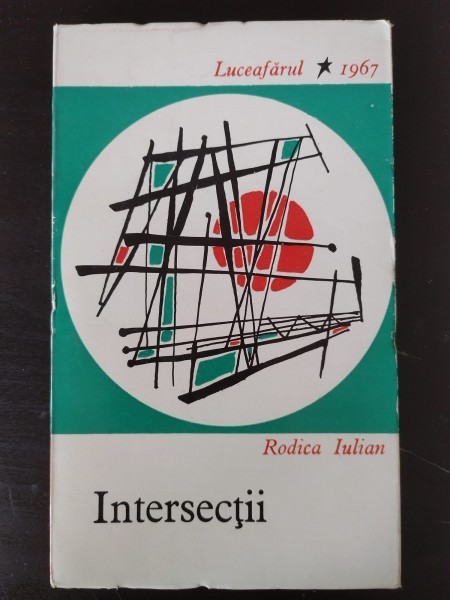 Luceafărul ★ 1967
Rodica Iulian
Intersecţii